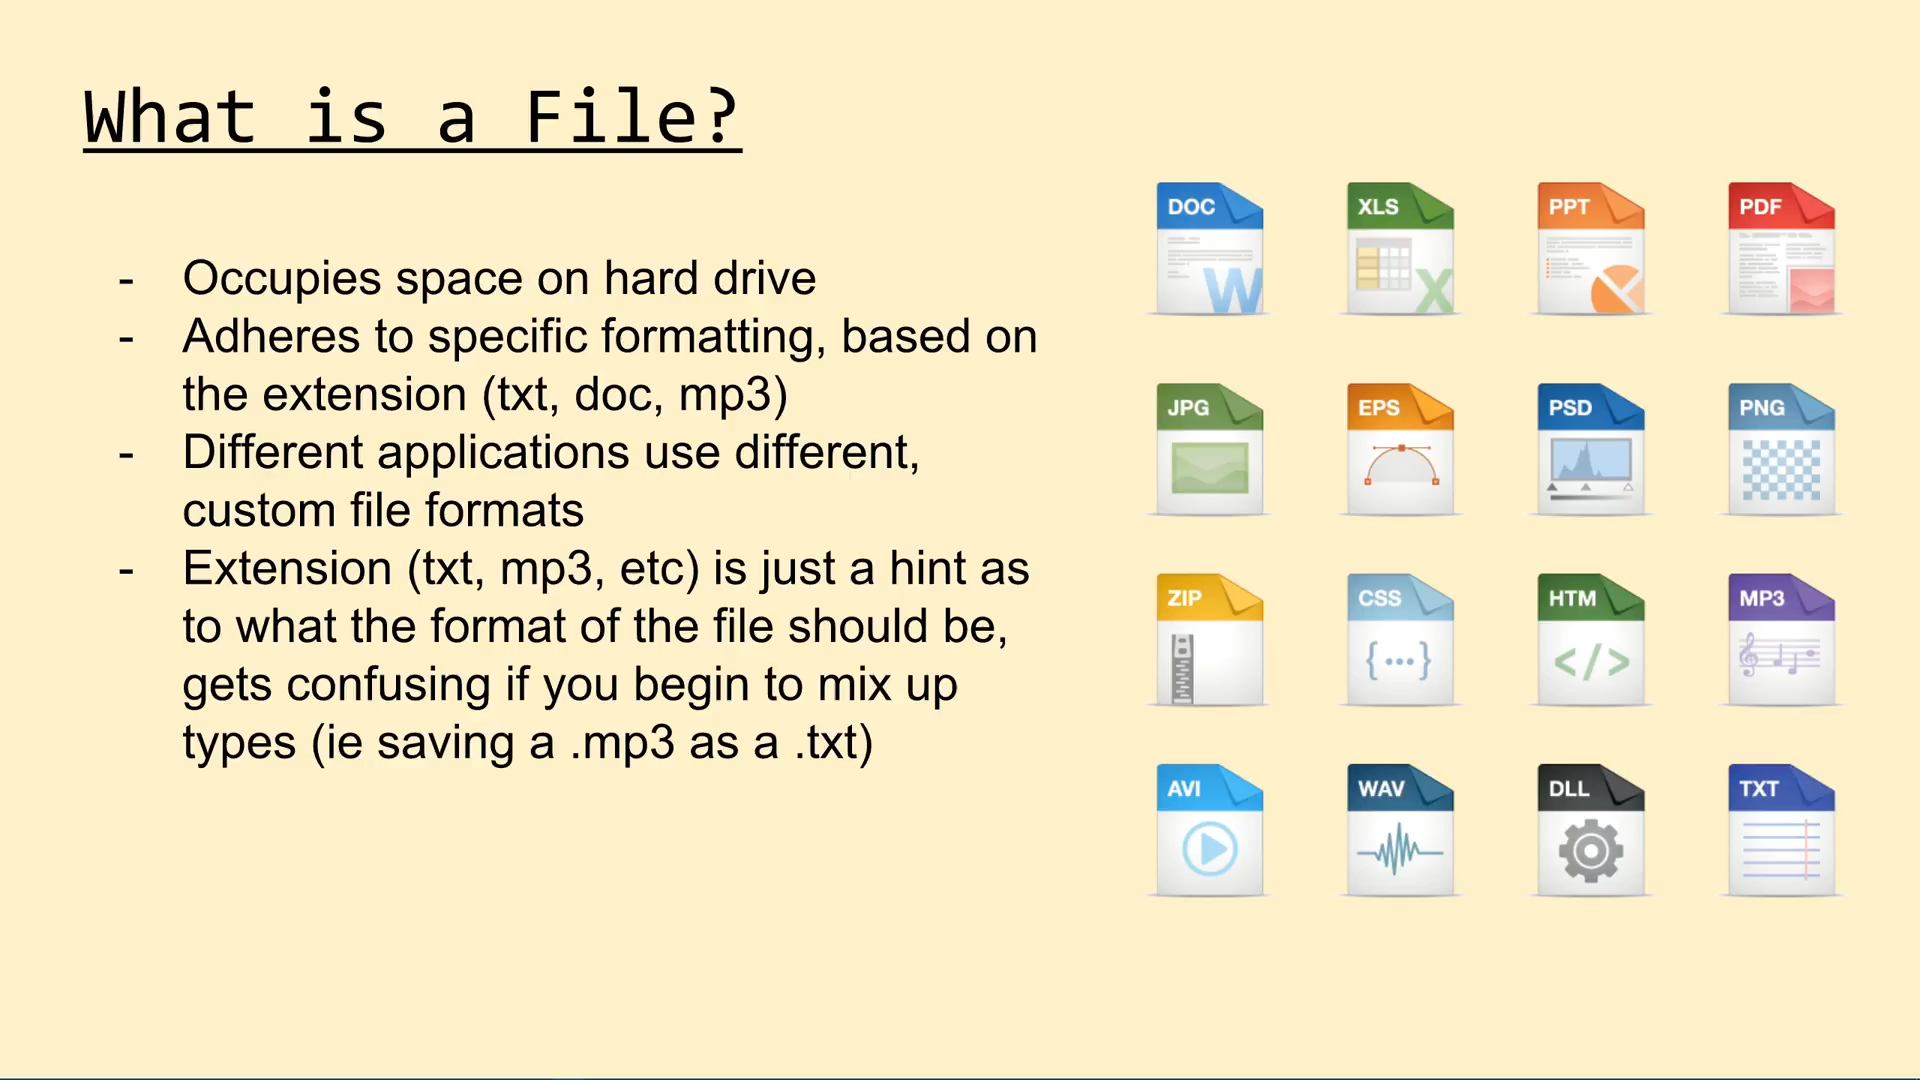 What is a File?
- Occupies space on hard drive
- Adheres to specific formatting, based on
the extension (txt, doc, mp3)
- Different applications use different,
custom file formats
- Extension (txt, mp3, etc) is just a hint as
to what the format of the file should be,
gets confusing if you begin to mix up
types (ie saving a .mp3 as a .txt)
DOC XLS PPT PDF
W X
JPG EPS PSD PNG
ZIP CSS HTM MP3
{...} </>
AVI WAV DLL TXT